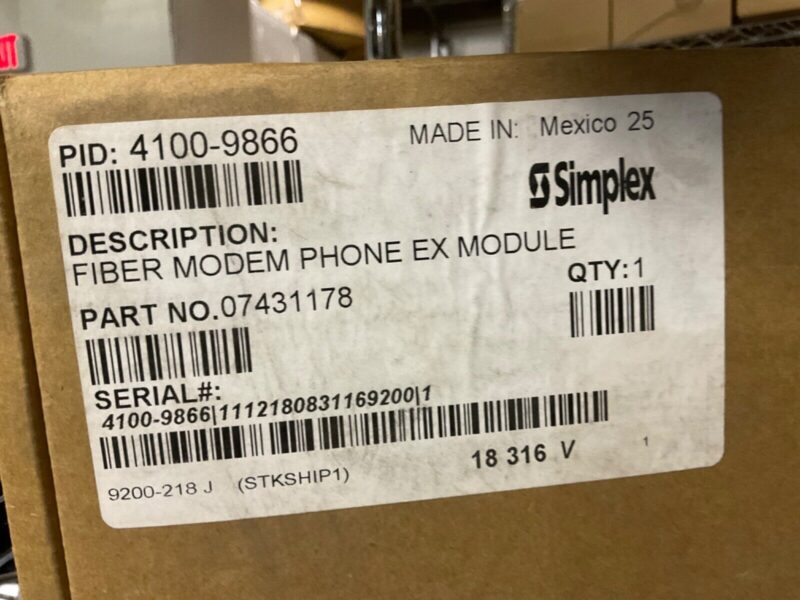 PID: 4100-9866
MADE IN: Mexico 25
Simplex
DESCRIPTION:
FIBER MODEM PHONE EX MODULE
QTY:1
PART NO.07431178
SERIAL#:
4100-9866|1112180831169200|1
18 316 V
1
9200-218 J (STKSHIP1)